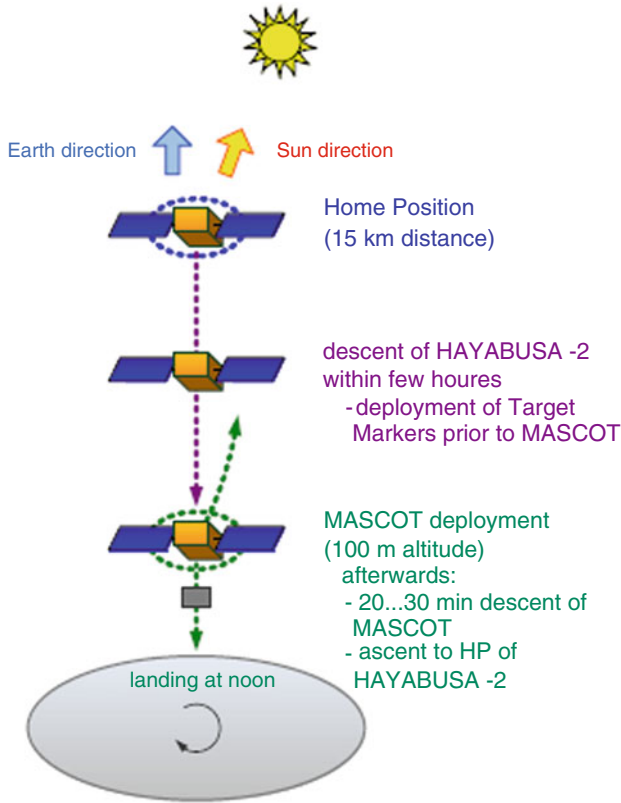 Earth direction
Sun direction
Home Position
(15 km distance)
descent of HAYABUSA -2
within few houres
-deployment of Target
Markers prior to MASCOT
MASCOT deployment
(100 m altitude)
afterwards:
- 20...30 min descent of
MASCOT
- ascent to HP of
HAYABUSA -2
landing at noon